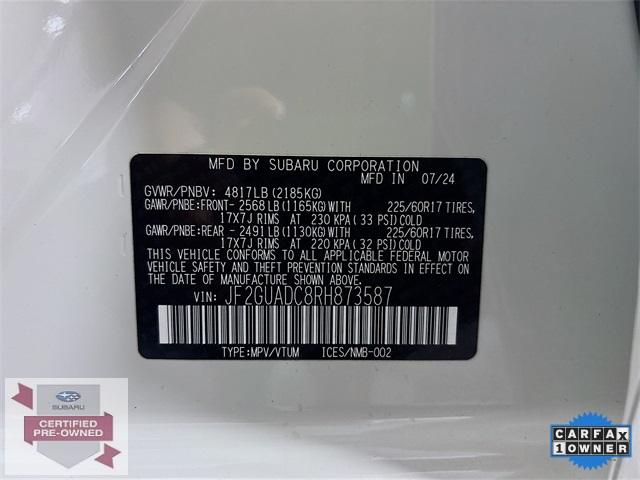 MFD BY SUBARU CORPORATION
MFD IN 07/24
GVWR/PNBV: 4817LB(2185KG)
GAWR/PNBE:FRONT- 2568LB(1165KG)WITH 225/60R17 TIRES,
17X7J RIMS AT 230 KPA(33 PSI)COLD
GAWR/PNBE:REAR - 2491LB(1130KG)WITH 225/60R17 TIRES,
17X7J RIMS AT 220 KPA(32 PSI)COLD
THIS VEHICLE CONFORMS TO ALL APPLICABLE FEDERAL MOTOR
VEHICLE SAFETY AND THEFT PREVENTION STANDARDS IN EFFECT ON
THE DATE OF MANUFACTURE SHOWN ABOVE.
VIN: JF2GUADC8RH873587
TYPE:MPV/VTUM ICES/NMB-002
SUBARU
CERTIFIED
PRE-OWNED
CARFAX
1 OWNER